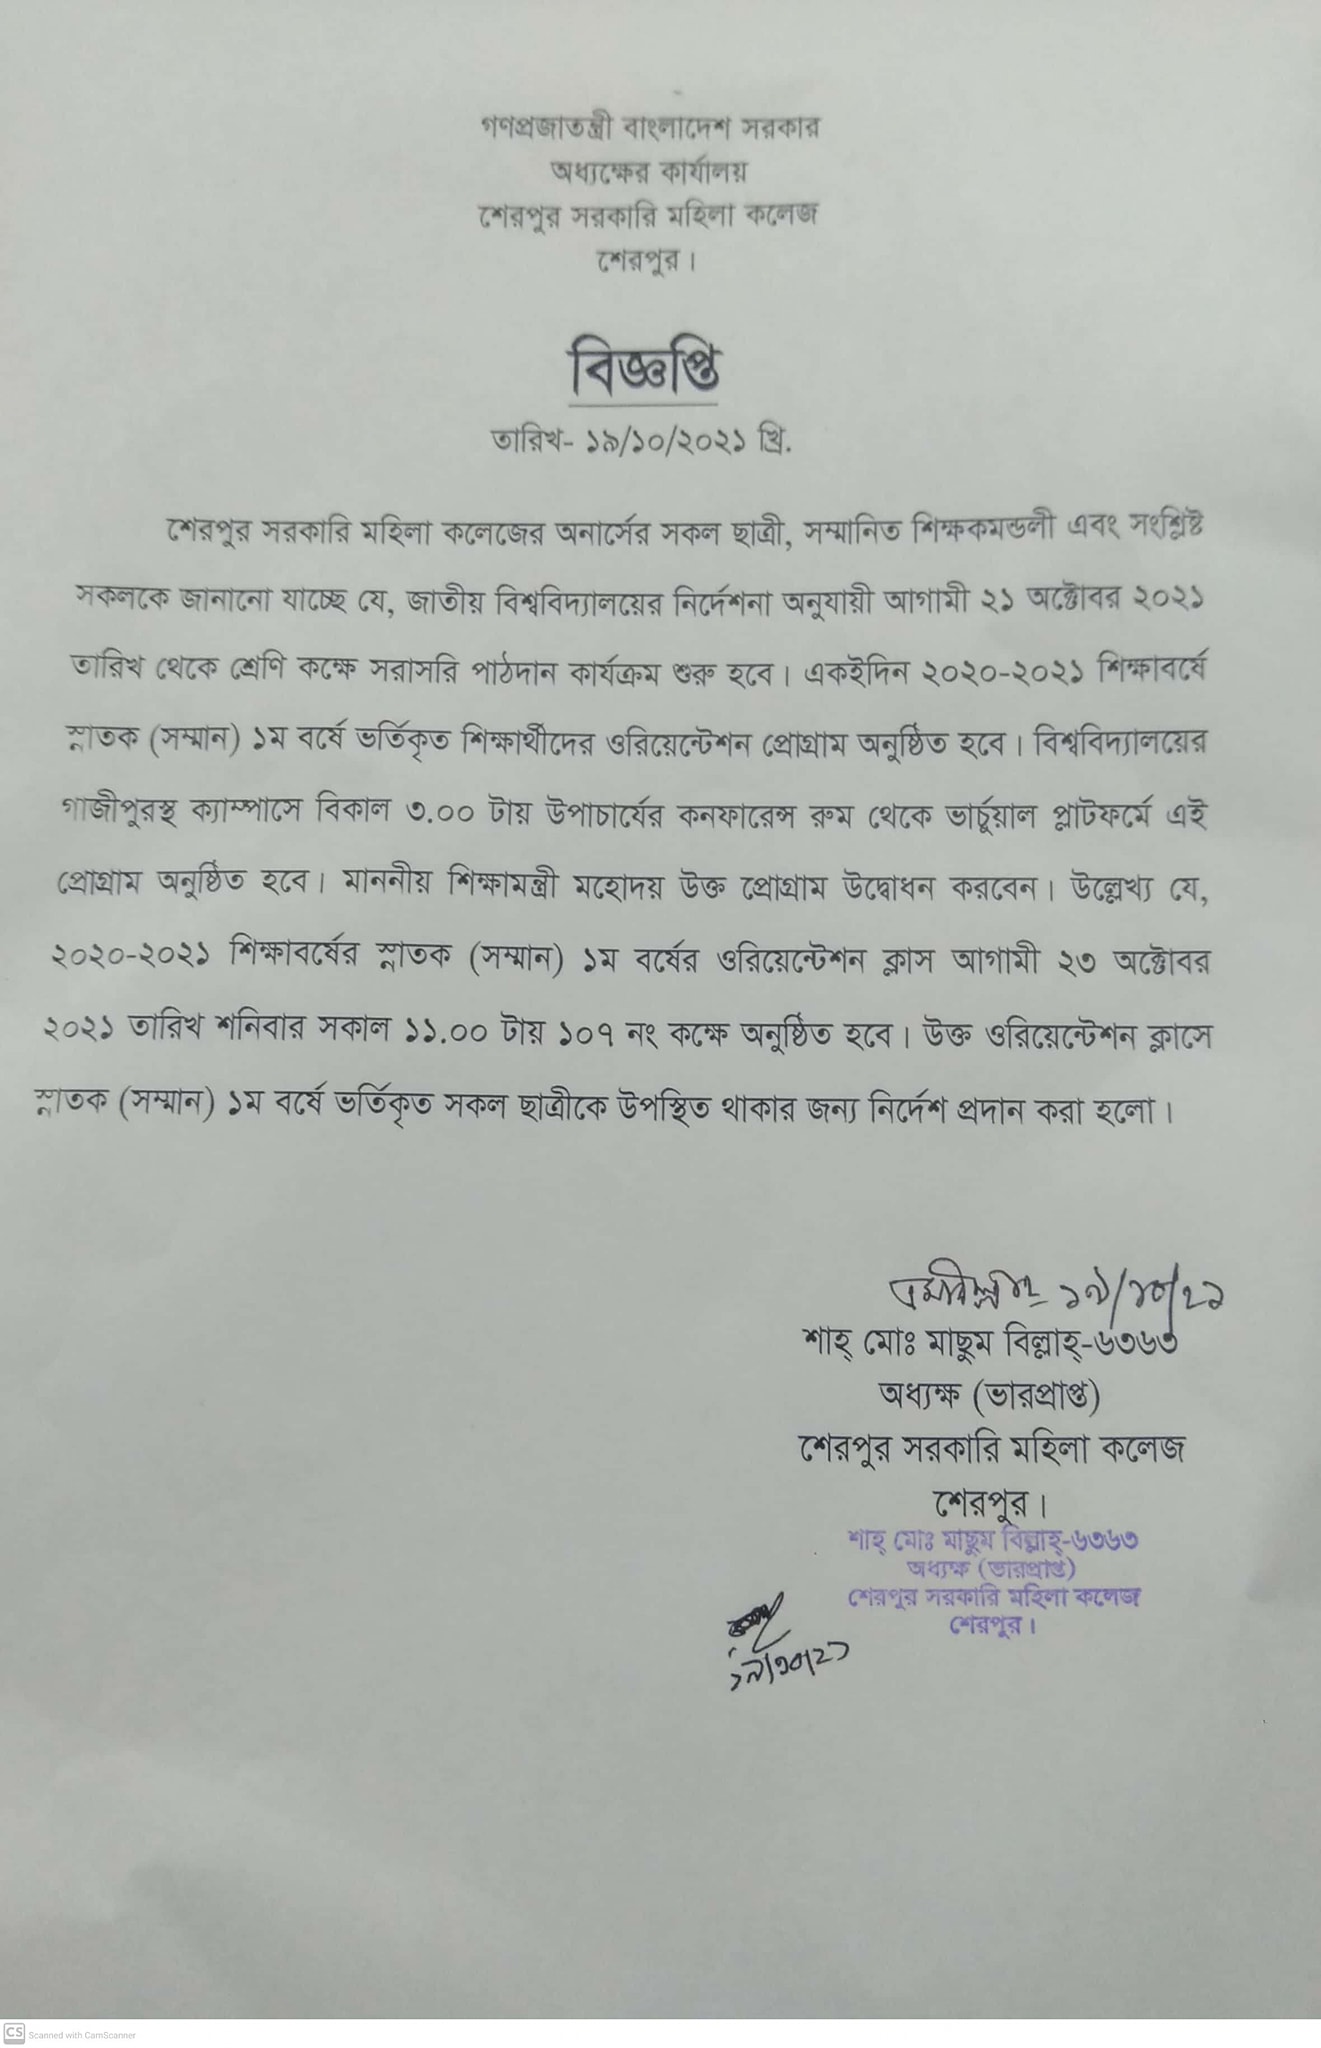 গণপ্রজাতন্ত্রী বাংলাদেশ সরকার
অধ্যক্ষের কার্যালয়
শেরপুর সরকারি মহিলা কলেজ
শেরপুর।
বিজ্ঞপ্তি
তারিখ- ১৯/১০/২০২১ খ্রি.
শেরপুর সরকারি মহিলা কলেজের অনার্সের সকল ছাত্রী, সম্মানিত শিক্ষকমন্ডলী এবং সংশ্লিষ্ট
সকলকে জানানো যাচ্ছে যে, জাতীয় বিশ্ববিদ্যালয়ের নির্দেশনা অনুযায়ী আগামী ২১ অক্টোবর ২০২১
তারিখ থেকে শ্রেণি কক্ষে সরাসরি পাঠদান কার্যক্রম শুরু হবে। একইদিন ২০২০-২০২১ শিক্ষাবর্ষে
স্নাতক (সম্মান) ১ম বর্ষে ভর্তিকৃত শিক্ষার্থীদের ওরিয়েন্টেশন প্রোগ্রাম অনুষ্ঠিত হবে। বিশ্ববিদ্যালয়ের
গাজীপুরস্থ ক্যাম্পাসে বিকাল ৩.০০ টায় উপাচার্যের কনফারেন্স রুম থেকে ভার্চুয়াল প্লাটফর্মে এই
প্রোগ্রাম অনুষ্ঠিত হবে। মাননীয় শিক্ষামন্ত্রী মহোদয় উক্ত প্রোগ্রাম উদ্বোধন করবেন। উল্লেখ্য যে,
২০২০-২০২১ শিক্ষাবর্ষের স্নাতক (সম্মান) ১ম বর্ষের ওরিয়েন্টেশন ক্লাস আগামী ২৩ অক্টোবর
২০২১ তারিখ শনিবার সকাল ১১.০০ টায় ১০৭ নং কক্ষে অনুষ্ঠিত হবে। উক্ত ওরিয়েন্টেশন ক্লাসে
স্নাতক (সম্মান) ১ম বর্ষে ভর্তিকৃত সকল ছাত্রীকে উপস্থিত থাকার জন্য নির্দেশ প্রদান করা হলো।
১৯/১০/২১
শাহ্ মোঃ মাছুম বিল্লাহ্-৬৩৬৩
অধ্যক্ষ (ভারপ্রাপ্ত)
শেরপুর সরকারি মহিলা কলেজ
শেরপুর।
শাহ্ মোঃ মাছুম বিল্লাহ্-৬৩৬৩
অধ্যক্ষ (ভারপ্রাপ্ত)
শেরপুর সরকারি মহিলা কলেজ
শেরপুর।
১৯/১০/২১
CS Scanned with CamScanner